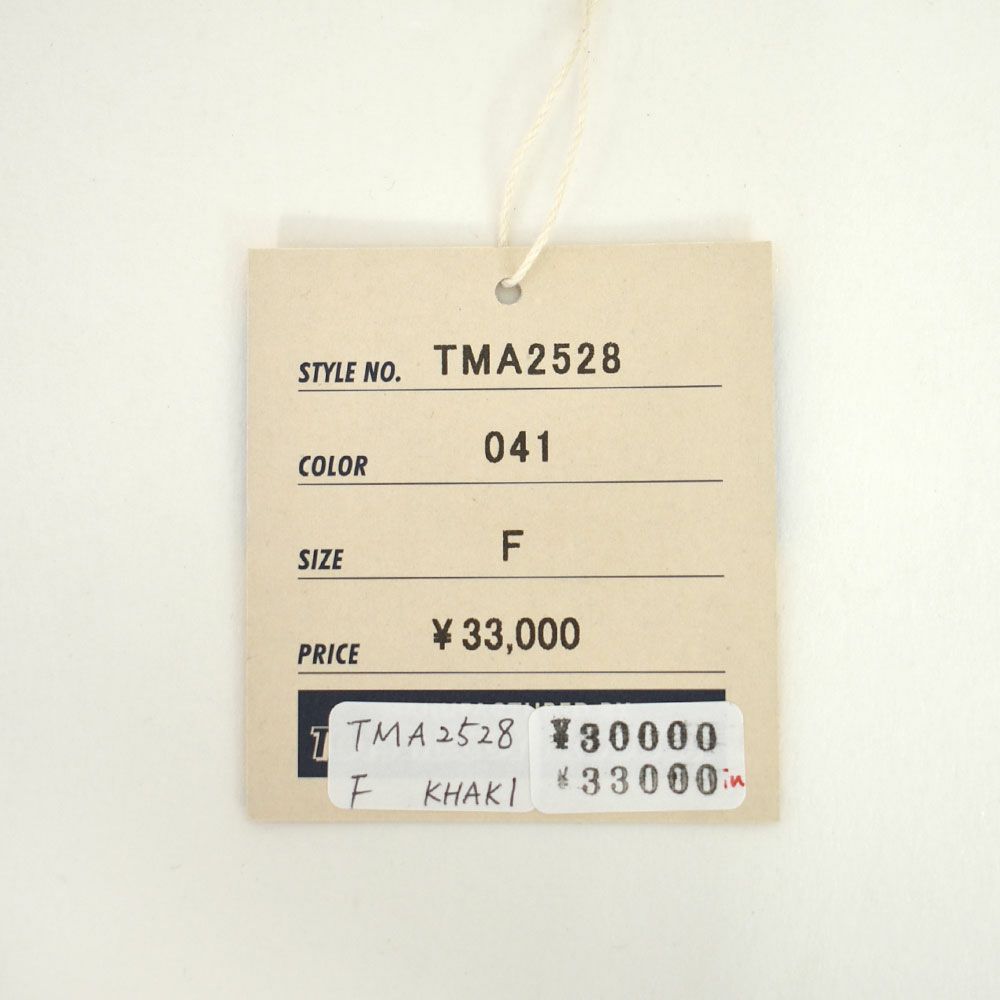 STYLE NO. TMA2528
COLOR 041
SIZE F
PRICE ¥33,000
TMA2528
F KHAKI
¥30000
¥33000in